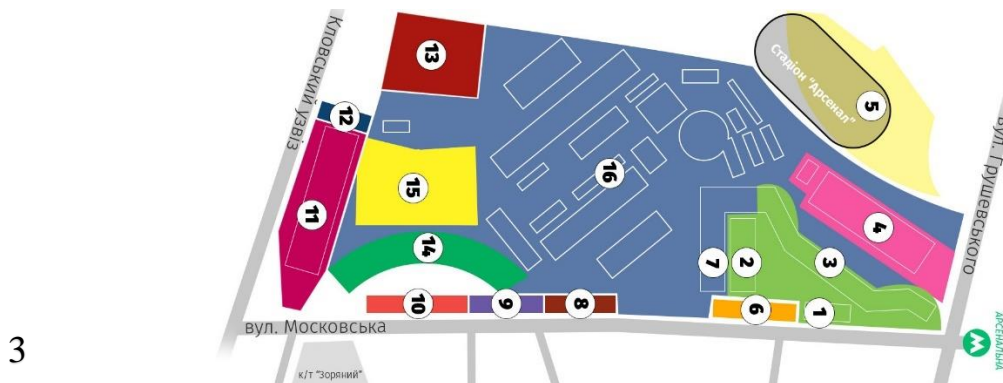 Кловський узвіз
13
12
11
15
14
16
Стадіон "Арсенал"
5
вул. Грушевського
4
3
7
2
1
6
8
9
10
вул. Московська
к/т "Зоряний"
М
АРСЕНАЛЬНА
3